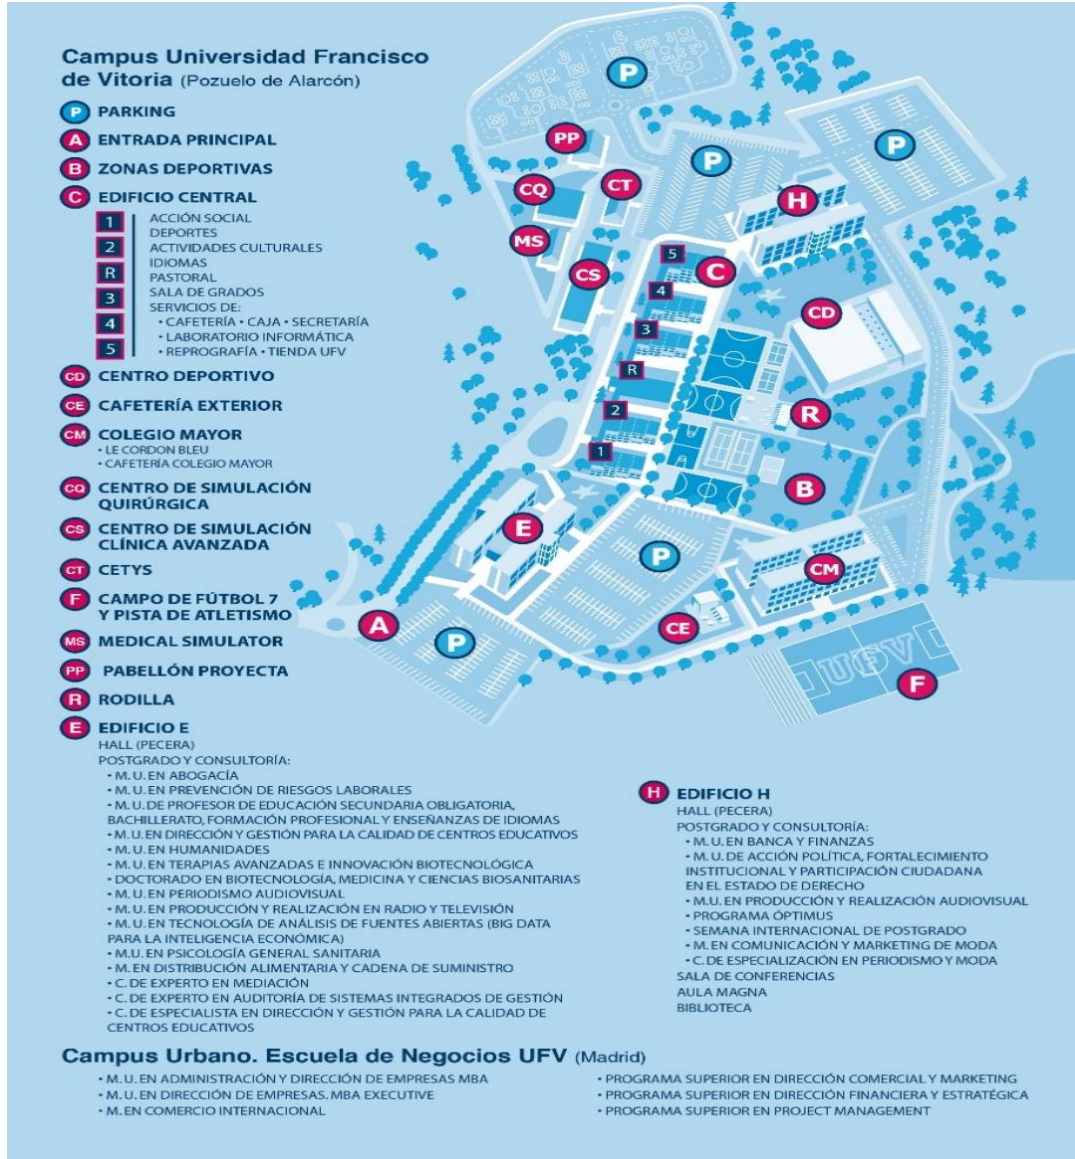 Campus Universidad Francisco
de Vitoria (Pozuelo de Alarcón)
P PARKING
A ENTRADA PRINCIPAL
B ZONAS DEPORTIVAS
C EDIFICIO CENTRAL
1 ACCIÓN SOCIAL
DEPORTES
2 ACTIVIDADES CULTURALES
IDIOMAS
R PASTORAL
3 SALA DE GRADOS
SERVICIOS DE:
4 • CAFETERÍA • CAJA • SECRETARÍA
• LABORATORIO INFORMÁTICA
5 • REPROGRAFÍA • TIENDA UFV
CD CENTRO DEPORTIVO
CE CAFETERÍA EXTERIOR
CM COLEGIO MAYOR
• LE CORDON BLEU
• CAFETERÍA COLEGIO MAYOR
CQ CENTRO DE SIMULACIÓN
QUIRÚRGICA
CS CENTRO DE SIMULACIÓN
CLÍNICA AVANZADA
CT CETYS
F CAMPO DE FÚTBOL 7
Y PISTA DE ATLETISMO
MS MEDICAL SIMULATOR
PP PABELLÓN PROYECTA
R RODILLA
E EDIFICIO E
HALL (PECERA)
POSTGRADO Y CONSULTORÍA:
• M. U. EN ABOGACÍA
• M. U. EN PREVENCIÓN DE RIESGOS LABORALES
• M. U. DE PROFESOR DE EDUCACIÓN SECUNDARIA OBLIGATORIA,
BACHILLERATO, FORMACIÓN PROFESIONAL Y ENSEÑANZAS DE IDIOMAS
• M. U. EN DIRECCIÓN Y GESTIÓN PARA LA CALIDAD DE CENTROS EDUCATIVOS
• M. U. EN HUMANIDADES
• M. U. EN TERAPIAS AVANZADAS E INNOVACIÓN BIOTECNOLÓGICA
• DOCTORADO EN BIOTECNOLOGÍA, MEDICINA Y CIENCIAS BIOSANITARIAS
• M. U. EN PERIODISMO AUDIOVISUAL
• M. U. EN PRODUCCIÓN Y REALIZACIÓN EN RADIO Y TELEVISIÓN
• M. U. EN TECNOLOGÍA DE ANÁLISIS DE FUENTES ABIERTAS (BIG DATA
PARA LA INTELIGENCIA ECONÓMICA)
• M.U. EN PSICOLOGÍA GENERAL SANITARIA
• M. EN DISTRIBUCIÓN ALIMENTARIA Y CADENA DE SUMINISTRO
• C. DE EXPERTO EN MEDIACIÓN
• C. DE EXPERTO EN AUDITORÍA DE SISTEMAS INTEGRADOS DE GESTIÓN
• C. DE ESPECIALISTA EN DIRECCIÓN Y GESTIÓN PARA LA CALIDAD DE
CENTROS EDUCATIVOS
P
P
P
PP
CT
CQ
H
MS
CS
5
C
4
CD
3
R
R
2
1
B
E
P
CM
A
P
CE
UFV
F
H EDIFICIO H
HALL (PECERA)
POSTGRADO Y CONSULTORÍA:
• M. U. EN BANCA Y FINANZAS
• M. U. DE ACCIÓN POLÍTICA, FORTALECIMIENTO
INSTITUCIONAL Y PARTICIPACIÓN CIUDADANA
EN EL ESTADO DE DERECHO
• M.U. EN PRODUCCIÓN Y REALIZACIÓN AUDIOVISUAL
• PROGRAMA ÓPTIMUS
• SEMANA INTERNACIONAL DE POSTGRADO
• M. EN COMUNICACIÓN Y MARKETING DE MODA
• C. DE ESPECIALIZACIÓN EN PERIODISMO Y MODA
SALA DE CONFERENCIAS
AULA MAGNA
BIBLIOTECA
Campus Urbano. Escuela de Negocios UFV (Madrid)
• M. U. EN ADMINISTRACIÓN Y DIRECCIÓN DE EMPRESAS MBA
• M. U. EN DIRECCIÓN DE EMPRESAS. MBA EXECUTIVE
• M. EN COMERCIO INTERNACIONAL
• PROGRAMA SUPERIOR EN DIRECCIÓN COMERCIAL Y MARKETING
• PROGRAMA SUPERIOR EN DIRECCIÓN FINANCIERA Y ESTRATÉGICA
• PROGRAMA SUPERIOR EN PROJECT MANAGEMENT